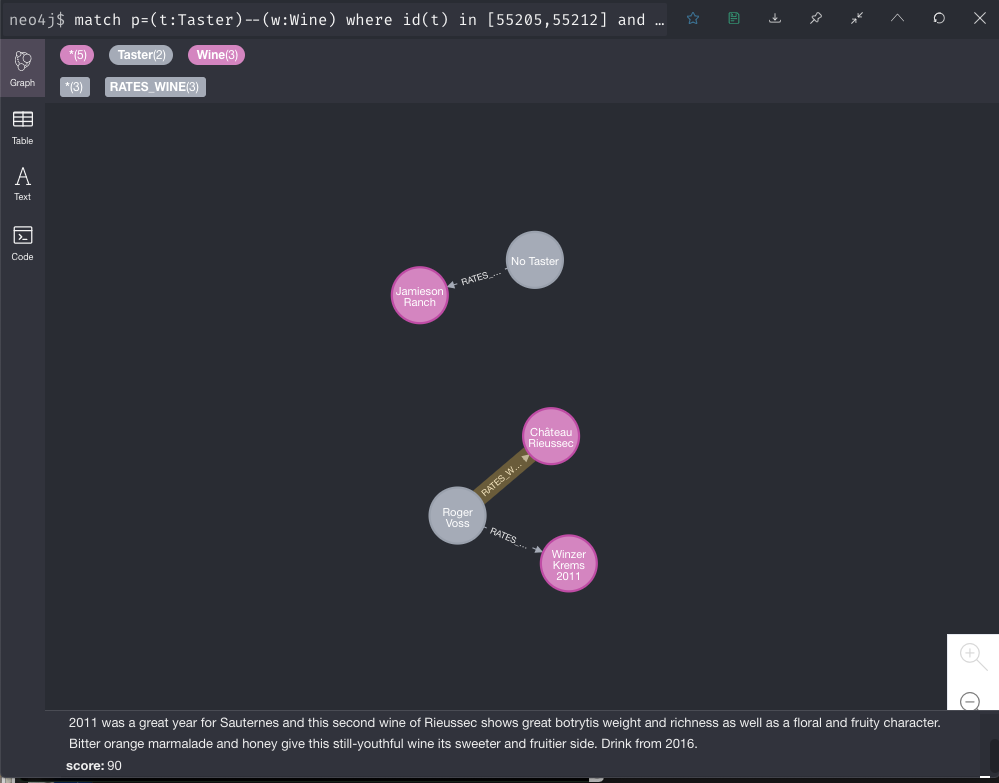 neo4j$ match p=(t:Taster)--(w:Wine) where id(t) in [55205,55212] and …
*(5) Taster(2) Wine(3)
*(3) RATES_WINE(3)
Graph
Table
Text
Code
No Taster
RATES_…
Jamieson
Ranch
Château
Rieussec
RATES_W…
Roger
Voss
RATES_…
Winzer
Krems
2011
2011 was a great year for Sauternes and this second wine of Rieussec shows great botrytis weight and richness as well as a floral and fruity character.
Bitter orange marmalade and honey give this still-youthful wine its sweeter and fruitier side. Drink from 2016.
score: 90